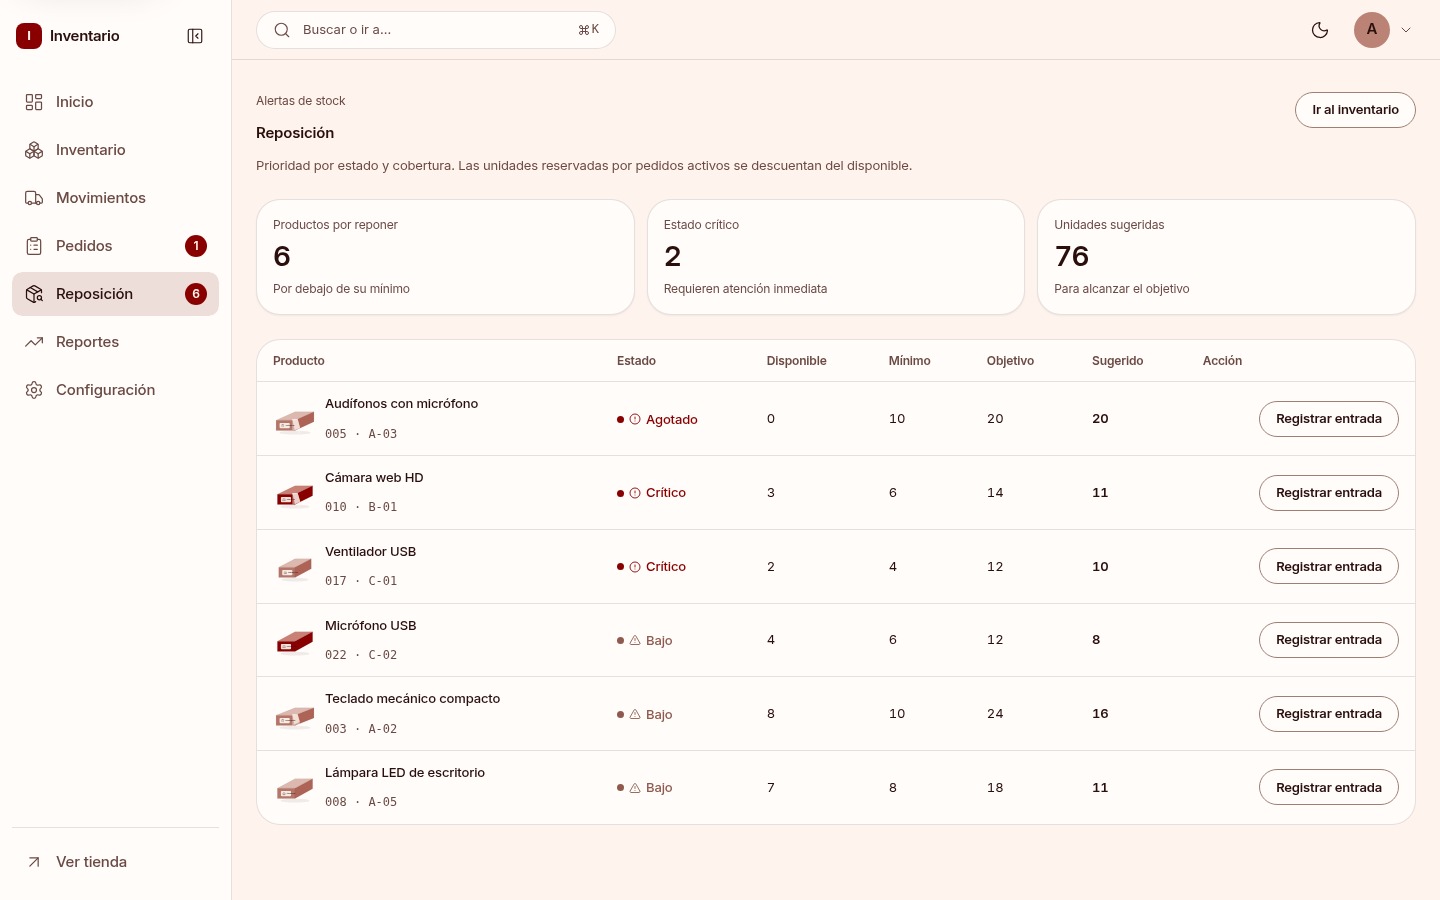 I Inventario
Inicio
Inventario
Movimientos
Pedidos 1
Reposición 6
Reportes
Configuración
Ver tienda
Buscar o ir a... ⌘K
A
Alertas de stock
Reposición
Prioridad por estado y cobertura. Las unidades reservadas por pedidos activos se descuentan del disponible.
Ir al inventario
Productos por reponer
6
Por debajo de su mínimo
Estado crítico
2
Requieren atención inmediata
Unidades sugeridas
76
Para alcanzar el objetivo
Producto Estado Disponible Mínimo Objetivo Sugerido Acción
Audífonos con micrófono
005 · A-03
Agotado 0 10 20 20 Registrar entrada
Cámara web HD
010 · B-01
Crítico 3 6 14 11 Registrar entrada
Ventilador USB
017 · C-01
Crítico 2 4 12 10 Registrar entrada
Micrófono USB
022 · C-02
Bajo 4 6 12 8 Registrar entrada
Teclado mecánico compacto
003 · A-02
Bajo 8 10 24 16 Registrar entrada
Lámpara LED de escritorio
008 · A-05
Bajo 7 8 18 11 Registrar entrada